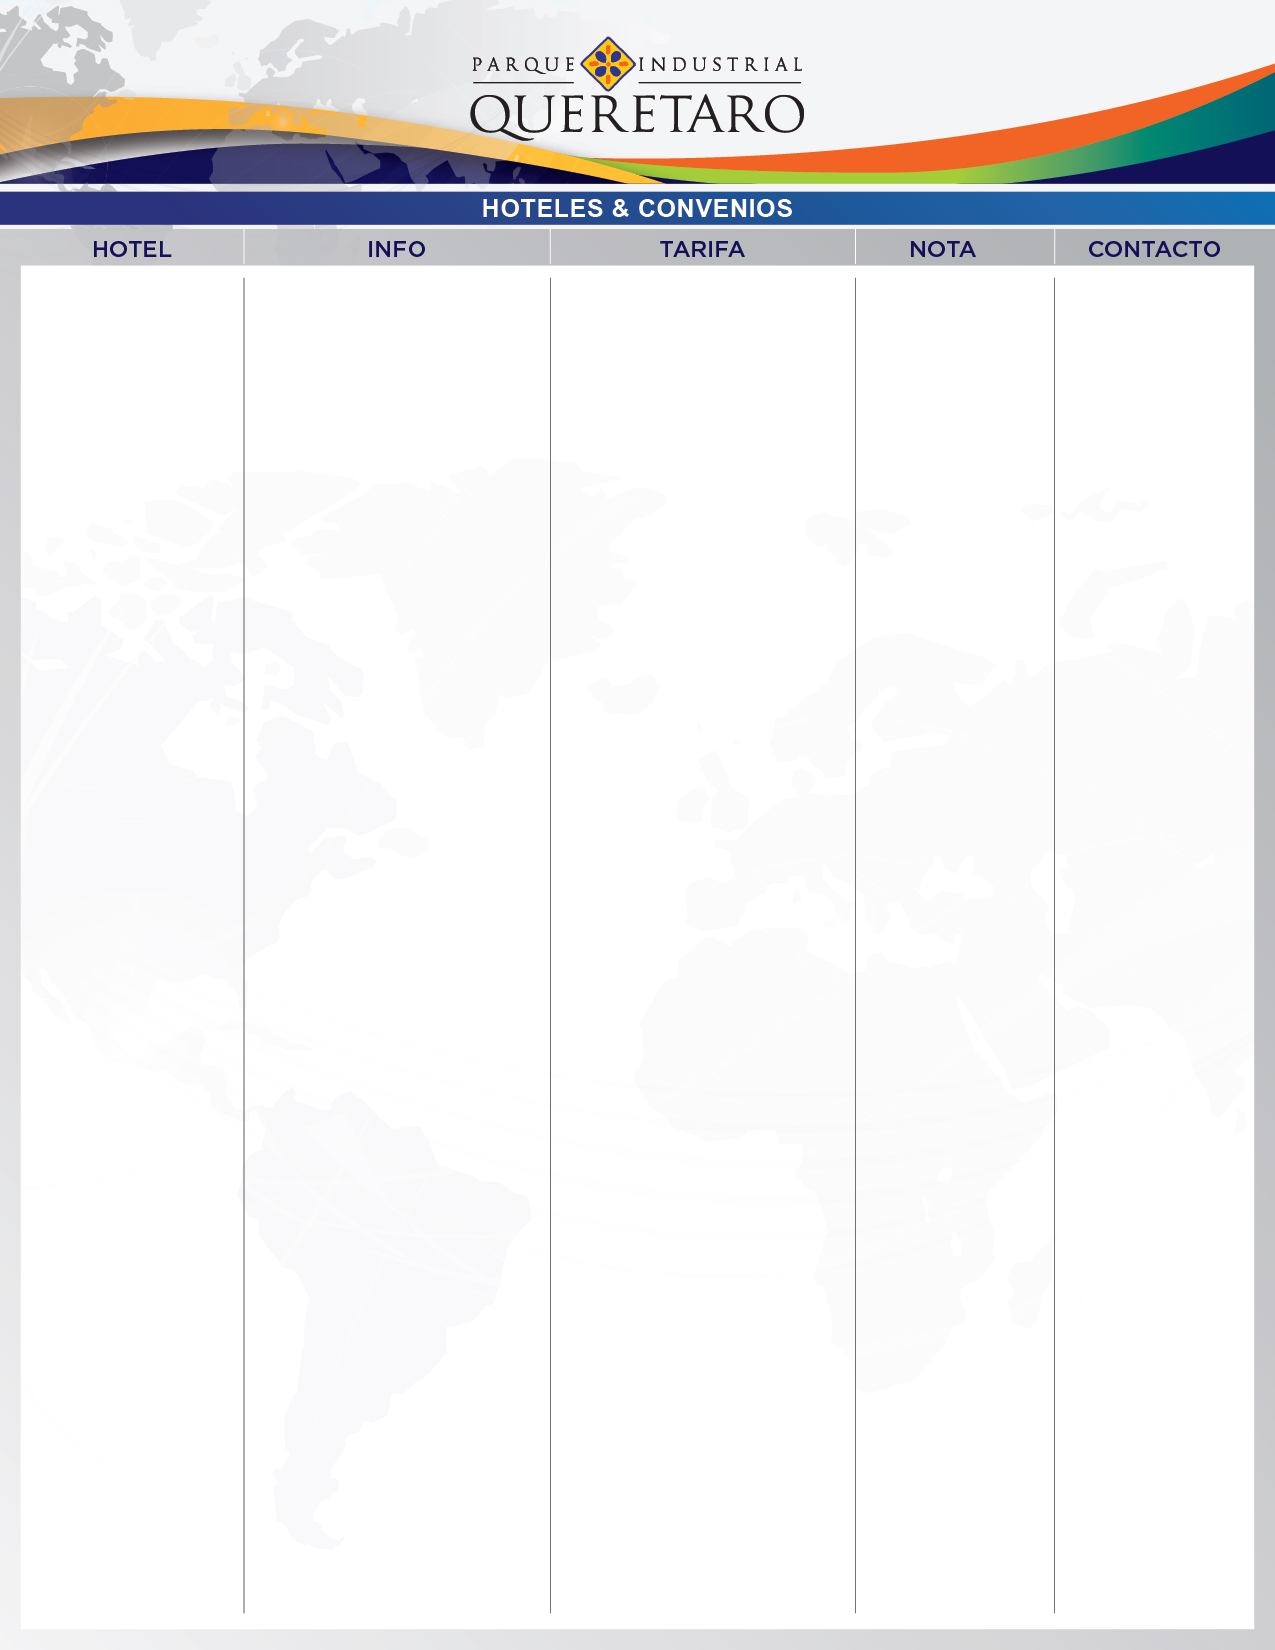 PARQUE INDUSTRIAL
QUERETARO
HOTELES & CONVENIOS
HOTEL INFO TARIFA NOTA CONTACTO